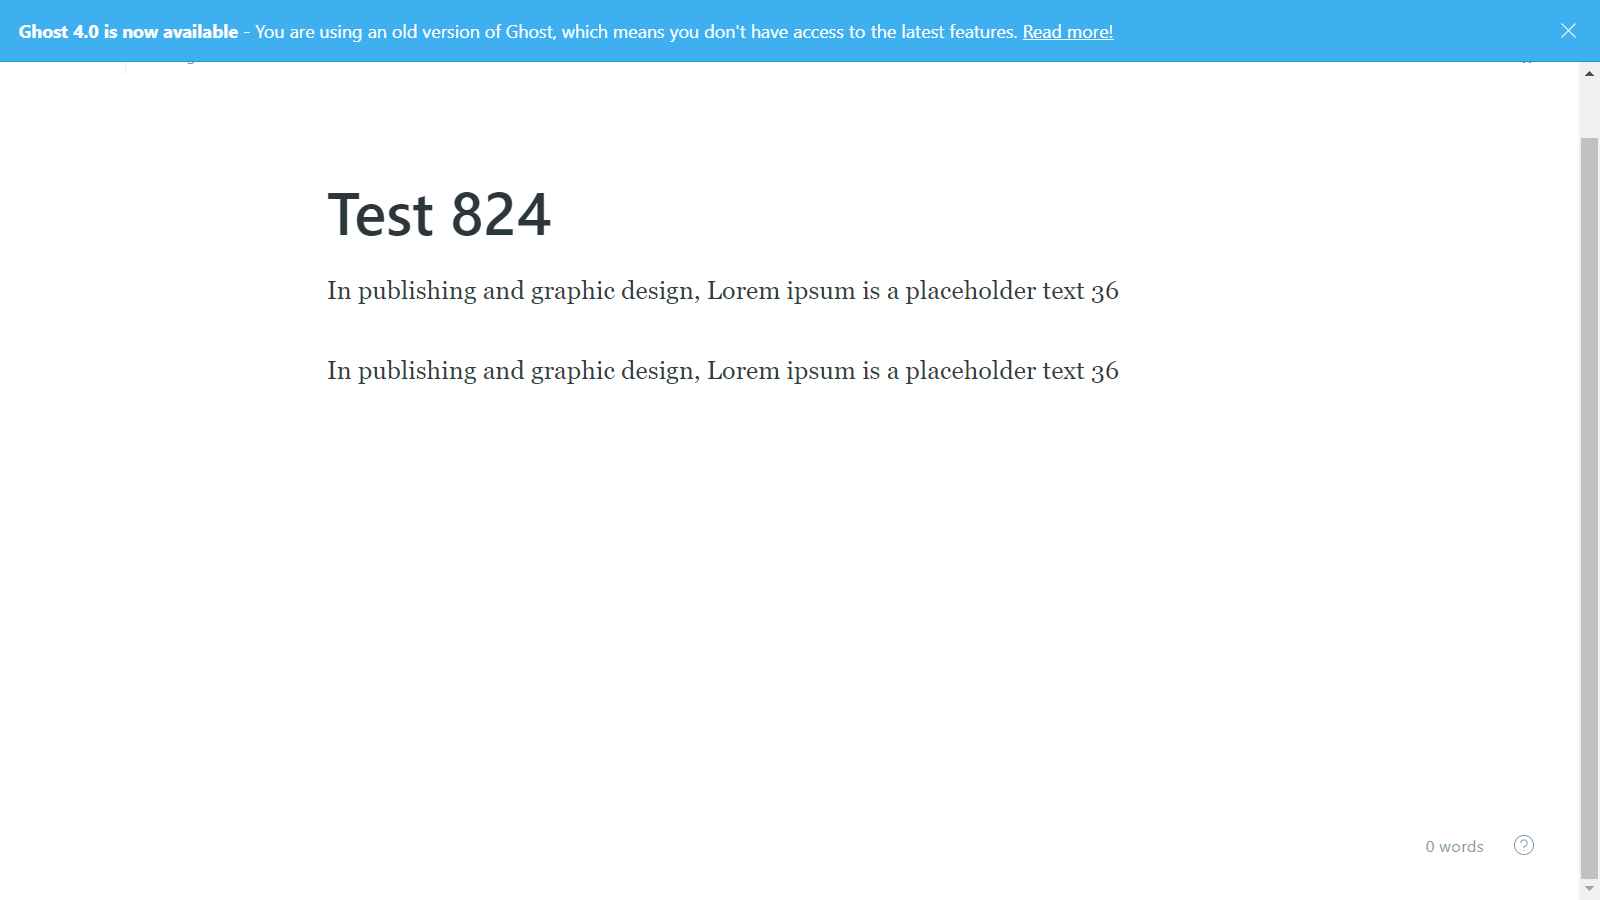 Ghost 4.0 is now available - You are using an old version of Ghost, which means you don't have access to the latest features. Read more!
Test 824
In publishing and graphic design, Lorem ipsum is a placeholder text 36
In publishing and graphic design, Lorem ipsum is a placeholder text 36
0 words
?